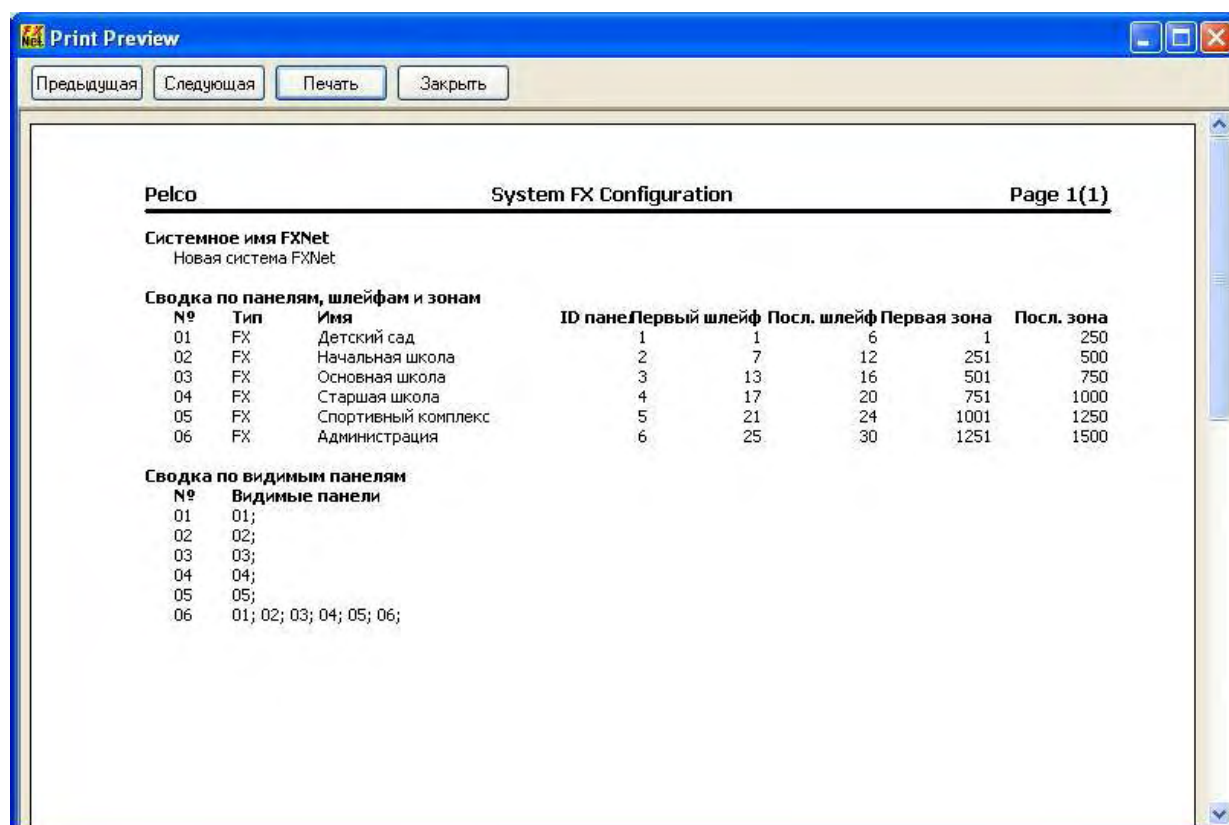 FX Net Print Preview
Предыдущая Следующая Печать Закрыть
Pelco System FX Configuration Page 1(1)
Системное имя FXNet
Новая система FXNet
Сводка по панелям, шлейфам и зонам
Nº Тип Имя ID панел Первый шлейф Посл. шлейф Первая зона Посл. зона
01 FX Детский сад 1 1 6 1 250
02 FX Начальная школа 2 7 12 251 500
03 FX Основная школа 3 13 16 501 750
04 FX Старшая школа 4 17 20 751 1000
05 FX Спортивный комплекс 5 21 24 1001 1250
06 FX Администрация 6 25 30 1251 1500
Сводка по видимым панелям
Nº Видимые панели
01 01;
02 02;
03 03;
04 04;
05 05;
06 01; 02; 03; 04; 05; 06;